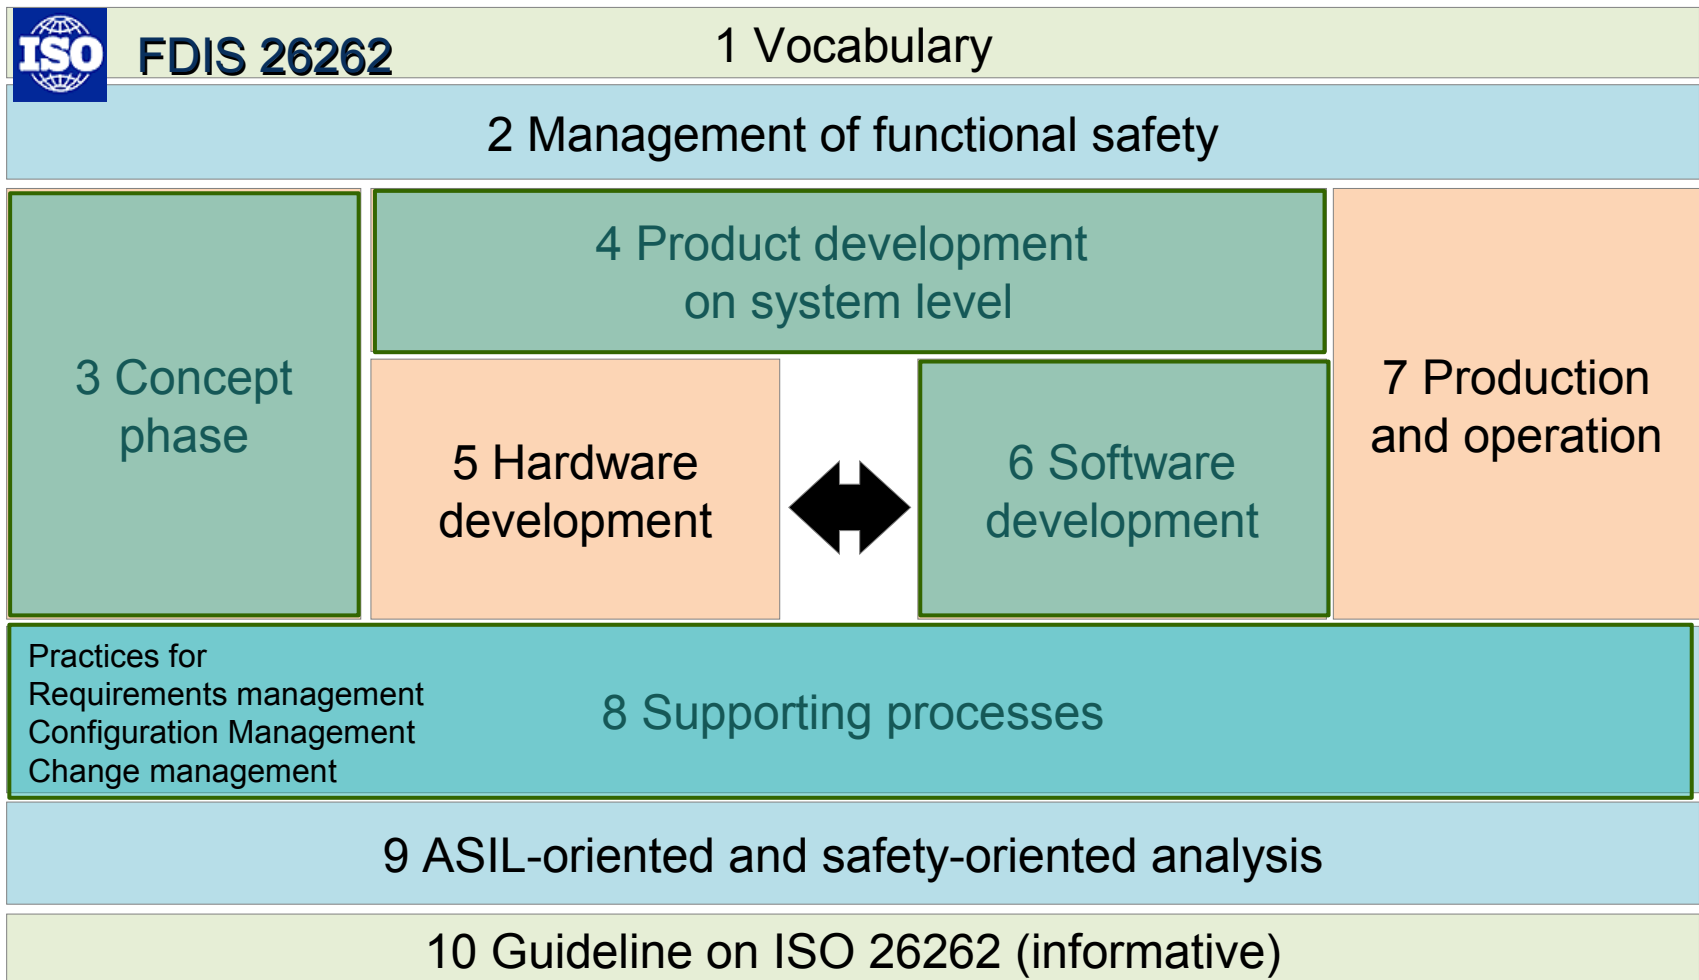 ISO
FDIS 26262
1 Vocabulary
2 Management of functional safety
3 Concept
phase
4 Product development
on system level
5 Hardware
development
6 Software
development
7 Production
and operation
Practices for
Requirements management
Configuration Management
Change management
8 Supporting processes
9 ASIL-oriented and safety-oriented analysis
10 Guideline on ISO 26262 (informative)